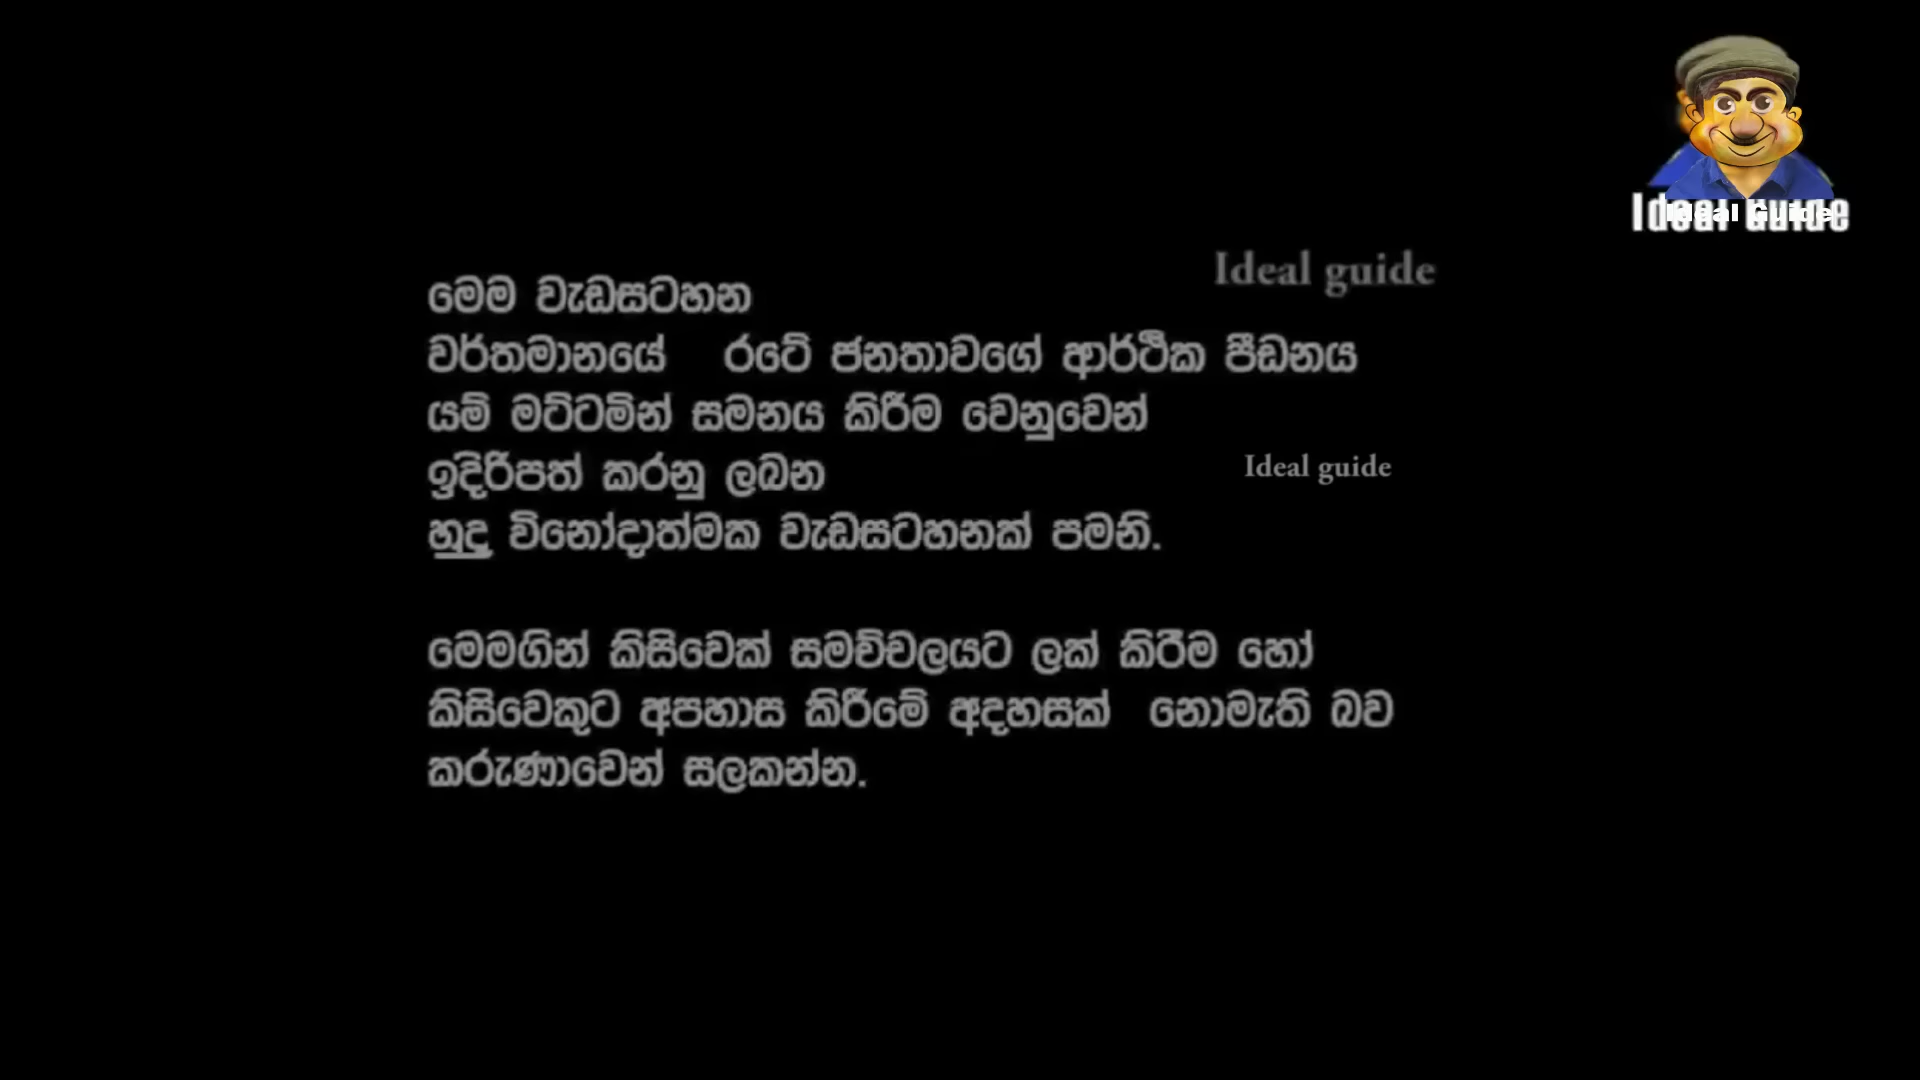 Ideal Guide
Ideal guide
මෙම වැඩසටහන
වර්තමානයේ රටේ ජනතාවගේ ආර්ථික පීඩනය
යම් මට්ටමින් සමනය කිරීම වෙනුවෙන්
ඉදිරිපත් කරනු ලබන
Ideal guide
හුදු විනෝදාත්මක වැඩසටහනක් පමනි.
මෙමගින් කිසිවෙක් සමච්චලයට ලක් කිරීම හෝ
කිසිවෙකුට අපහාස කිරීමේ අදහසක් නොමැති බව
කරුණාවෙන් සලකන්න.